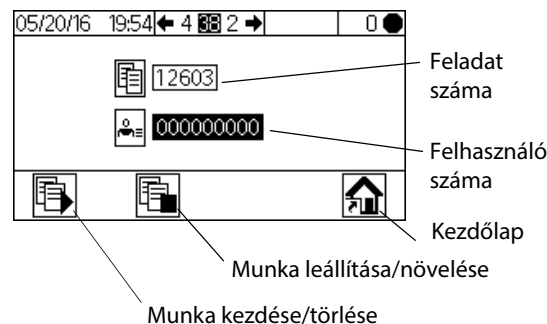 05/20/16 19:54 ← 4 38 2 → 0
12603
000000000
Feladat
száma
Felhasználó
száma
Kezdőlap
Munka leállítása/növelése
Munka kezdése/törlése